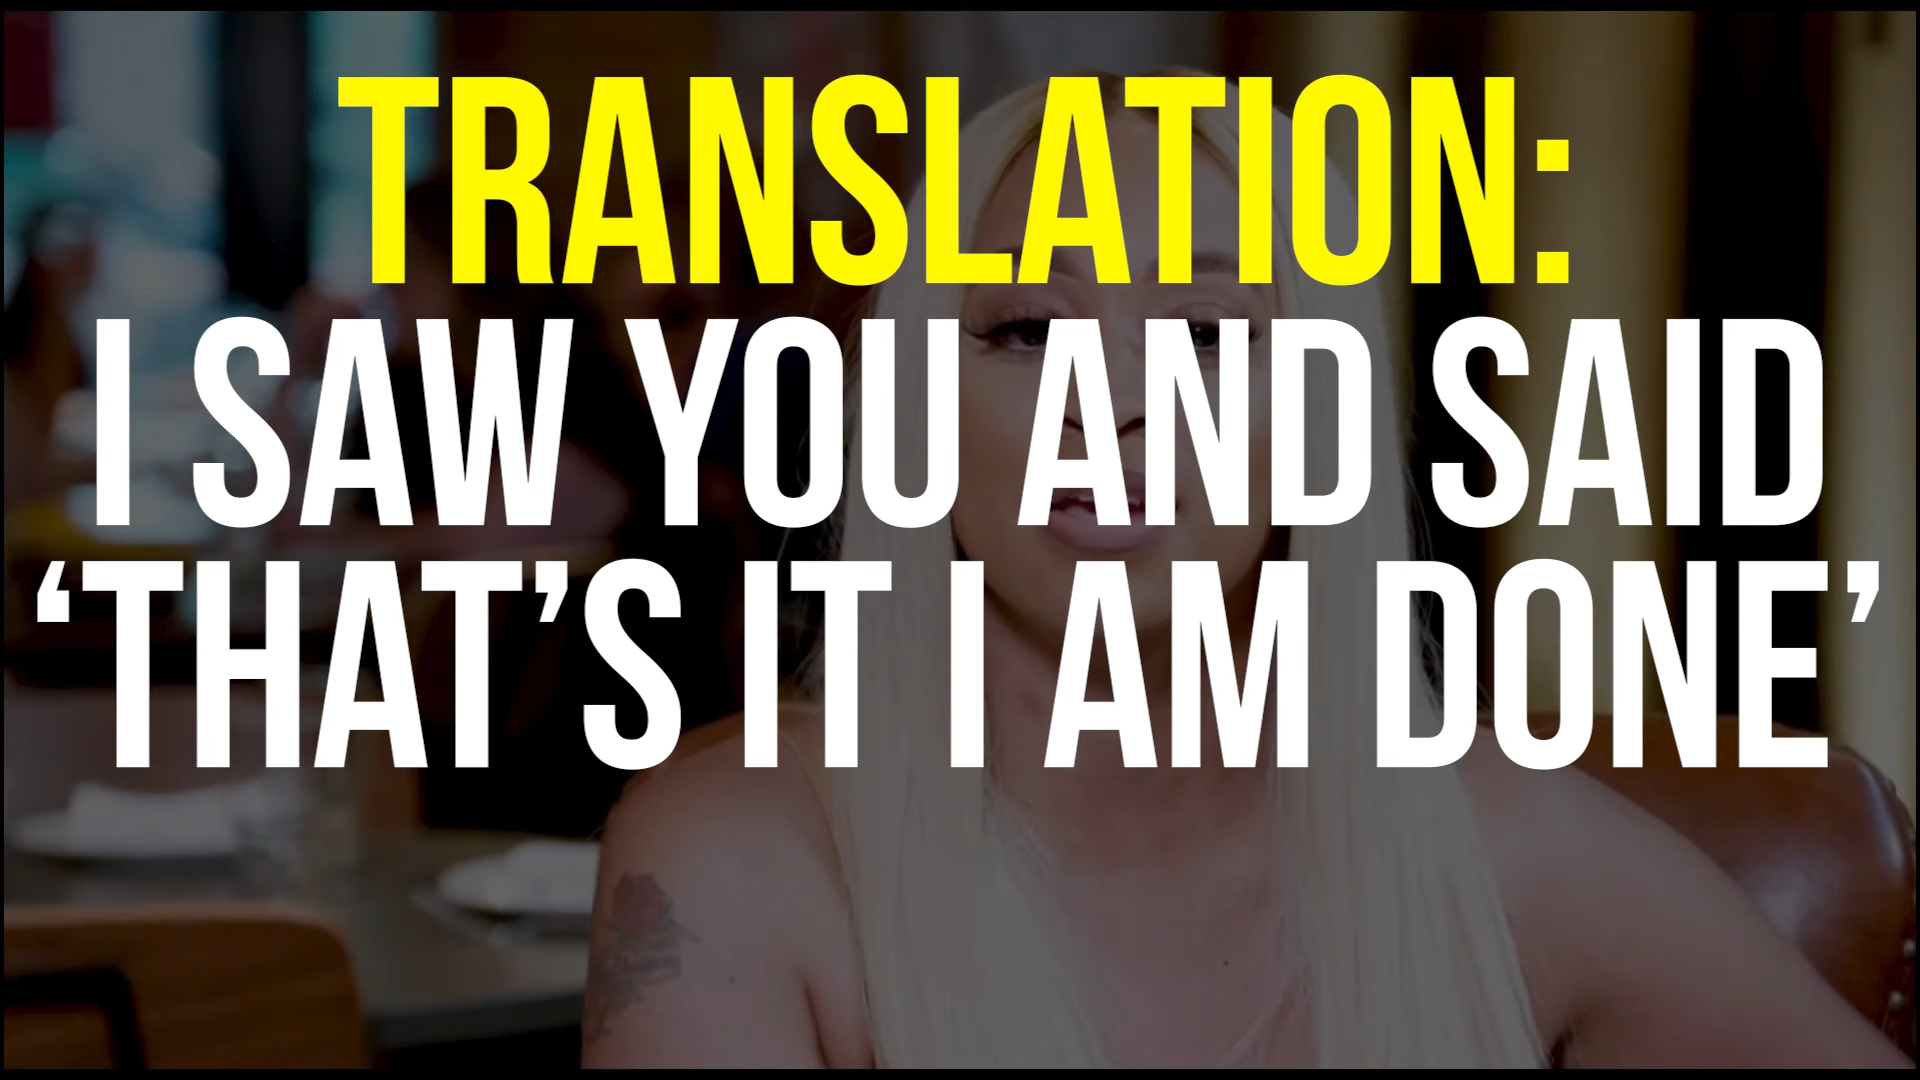 TRANSLATION:
I SAW YOU AND SAID
‘THAT’S IT I AM DONE’